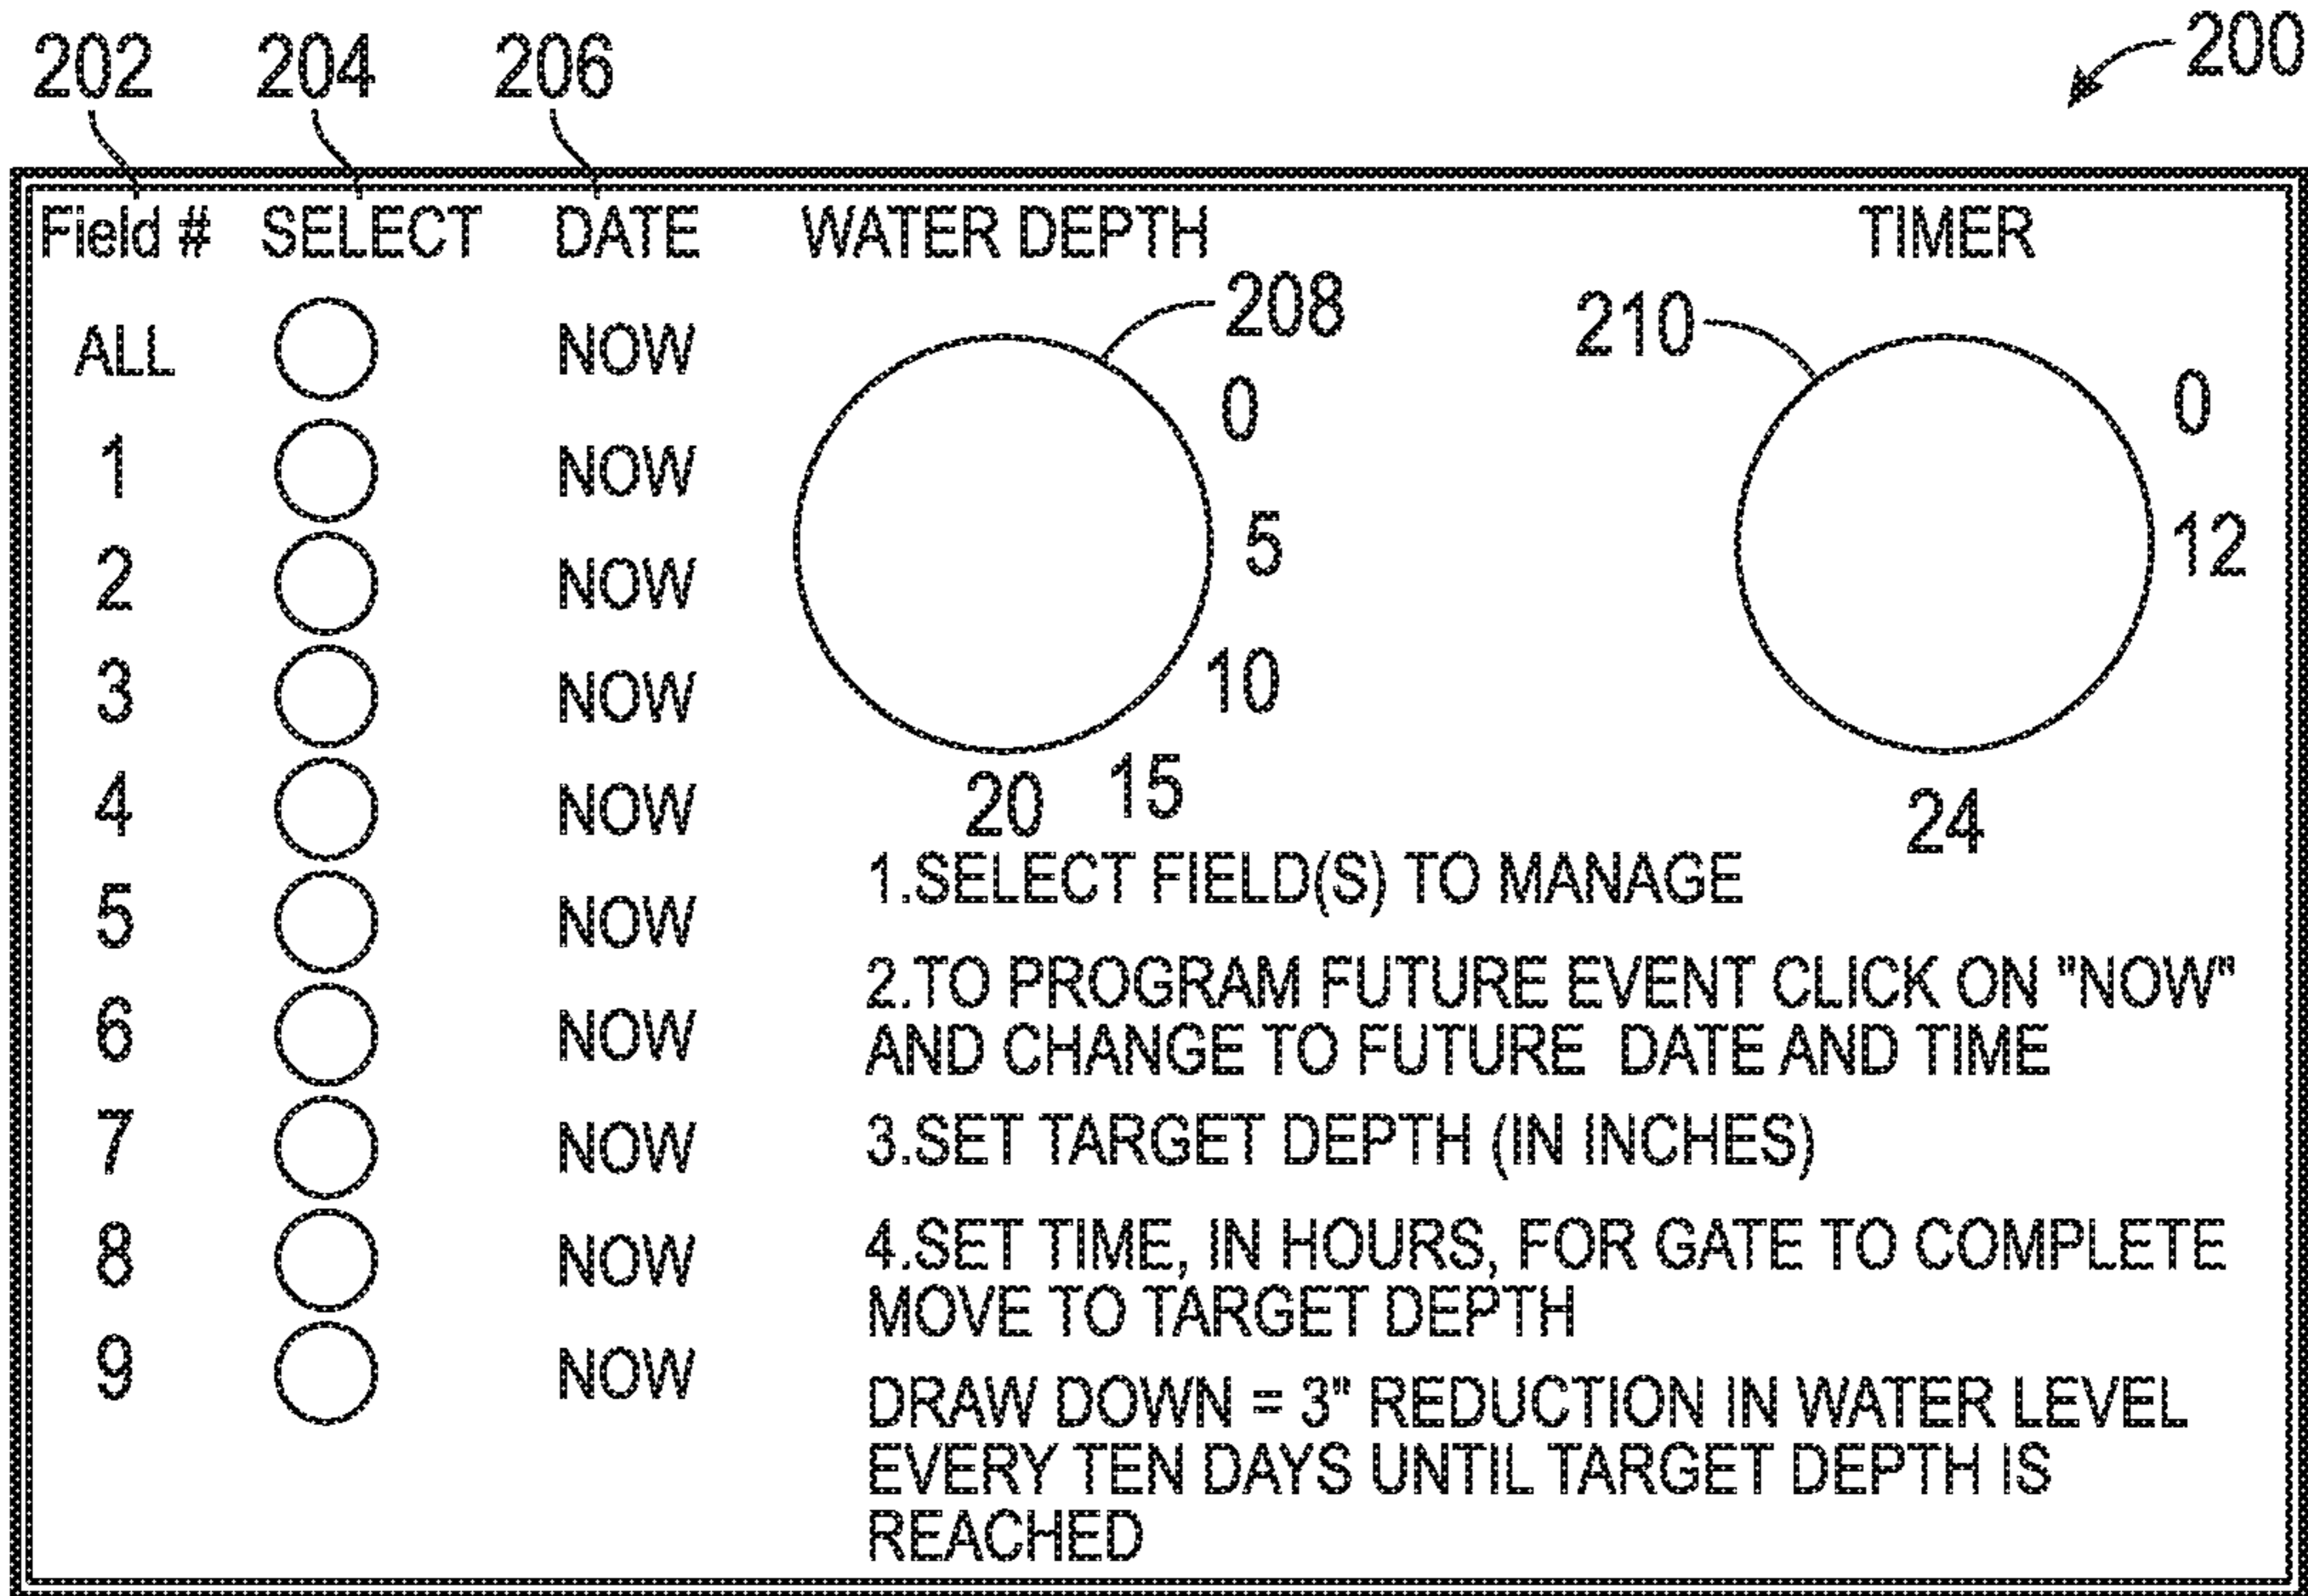 200
202 204 206
Field # SELECT DATE WATER DEPTH TIMER
208
210
ALL NOW
1 NOW
2 NOW
3 NOW
4 NOW
5 NOW
6 NOW
7 NOW
8 NOW
9 NOW
0
5
10
15
20
0
12
24
1.SELECT FIELD(S) TO MANAGE
2.TO PROGRAM FUTURE EVENT CLICK ON "NOW"
AND CHANGE TO FUTURE DATE AND TIME
3.SET TARGET DEPTH (IN INCHES)
4.SET TIME, IN HOURS, FOR GATE TO COMPLETE
MOVE TO TARGET DEPTH
DRAW DOWN = 3" REDUCTION IN WATER LEVEL
EVERY TEN DAYS UNTIL TARGET DEPTH IS
REACHED